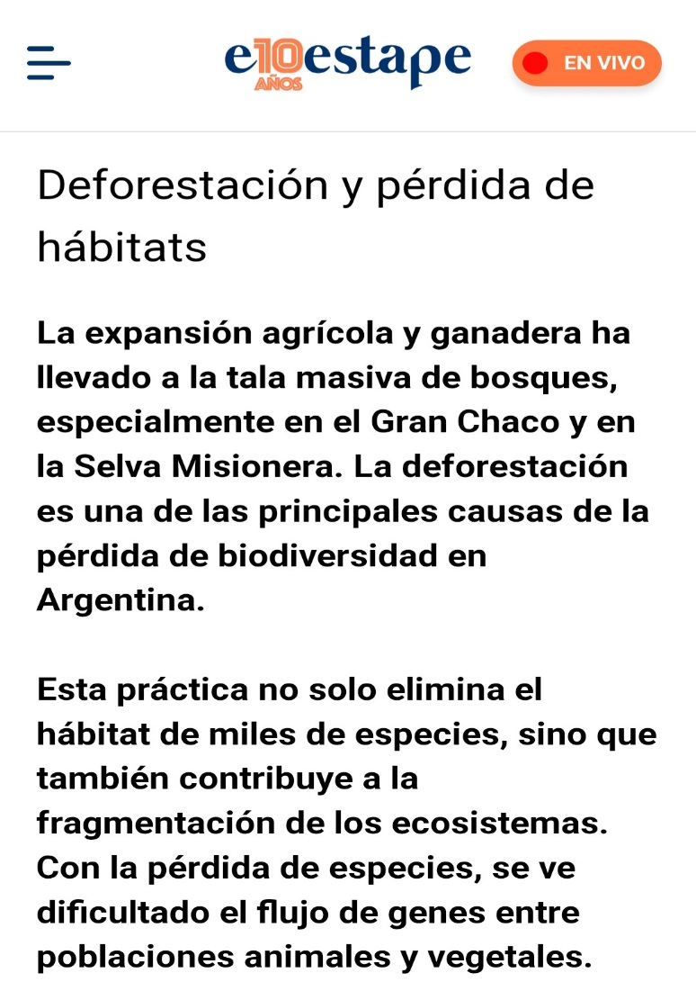 e10estape
AÑOS
EN VIVO
Deforestación y pérdida de
hábitats
La expansión agrícola y ganadera ha
llevado a la tala masiva de bosques,
especialmente en el Gran Chaco y en
la Selva Misionera. La deforestación
es una de las principales causas de la
pérdida de biodiversidad en
Argentina.
Esta práctica no solo elimina el
hábitat de miles de especies, sino que
también contribuye a la
fragmentación de los ecosistemas.
Con la pérdida de especies, se ve
dificultado el flujo de genes entre
poblaciones animales y vegetales.